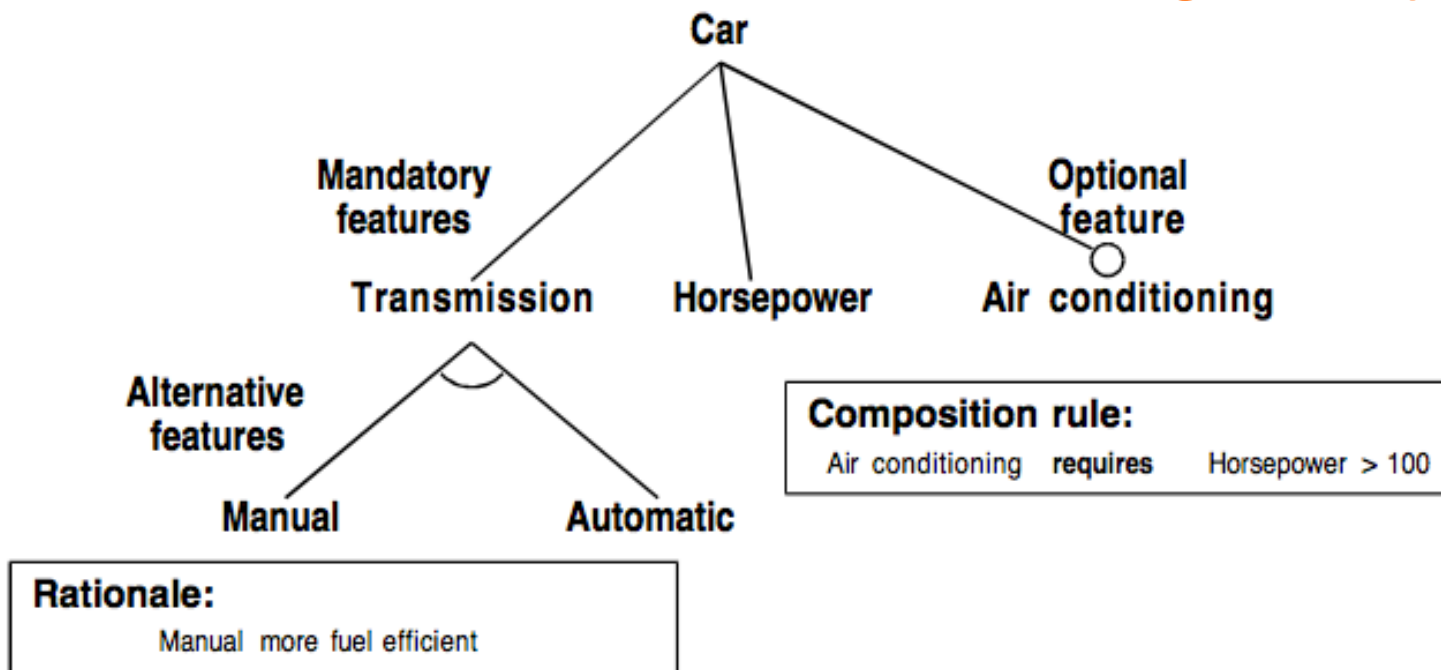 Car
Mandatory
features
Optional
feature
Transmission
Horsepower
Air conditioning
Alternative
features
Composition rule:
Air conditioning requires Horsepower > 100
Manual
Automatic
Rationale:
Manual more fuel efficient